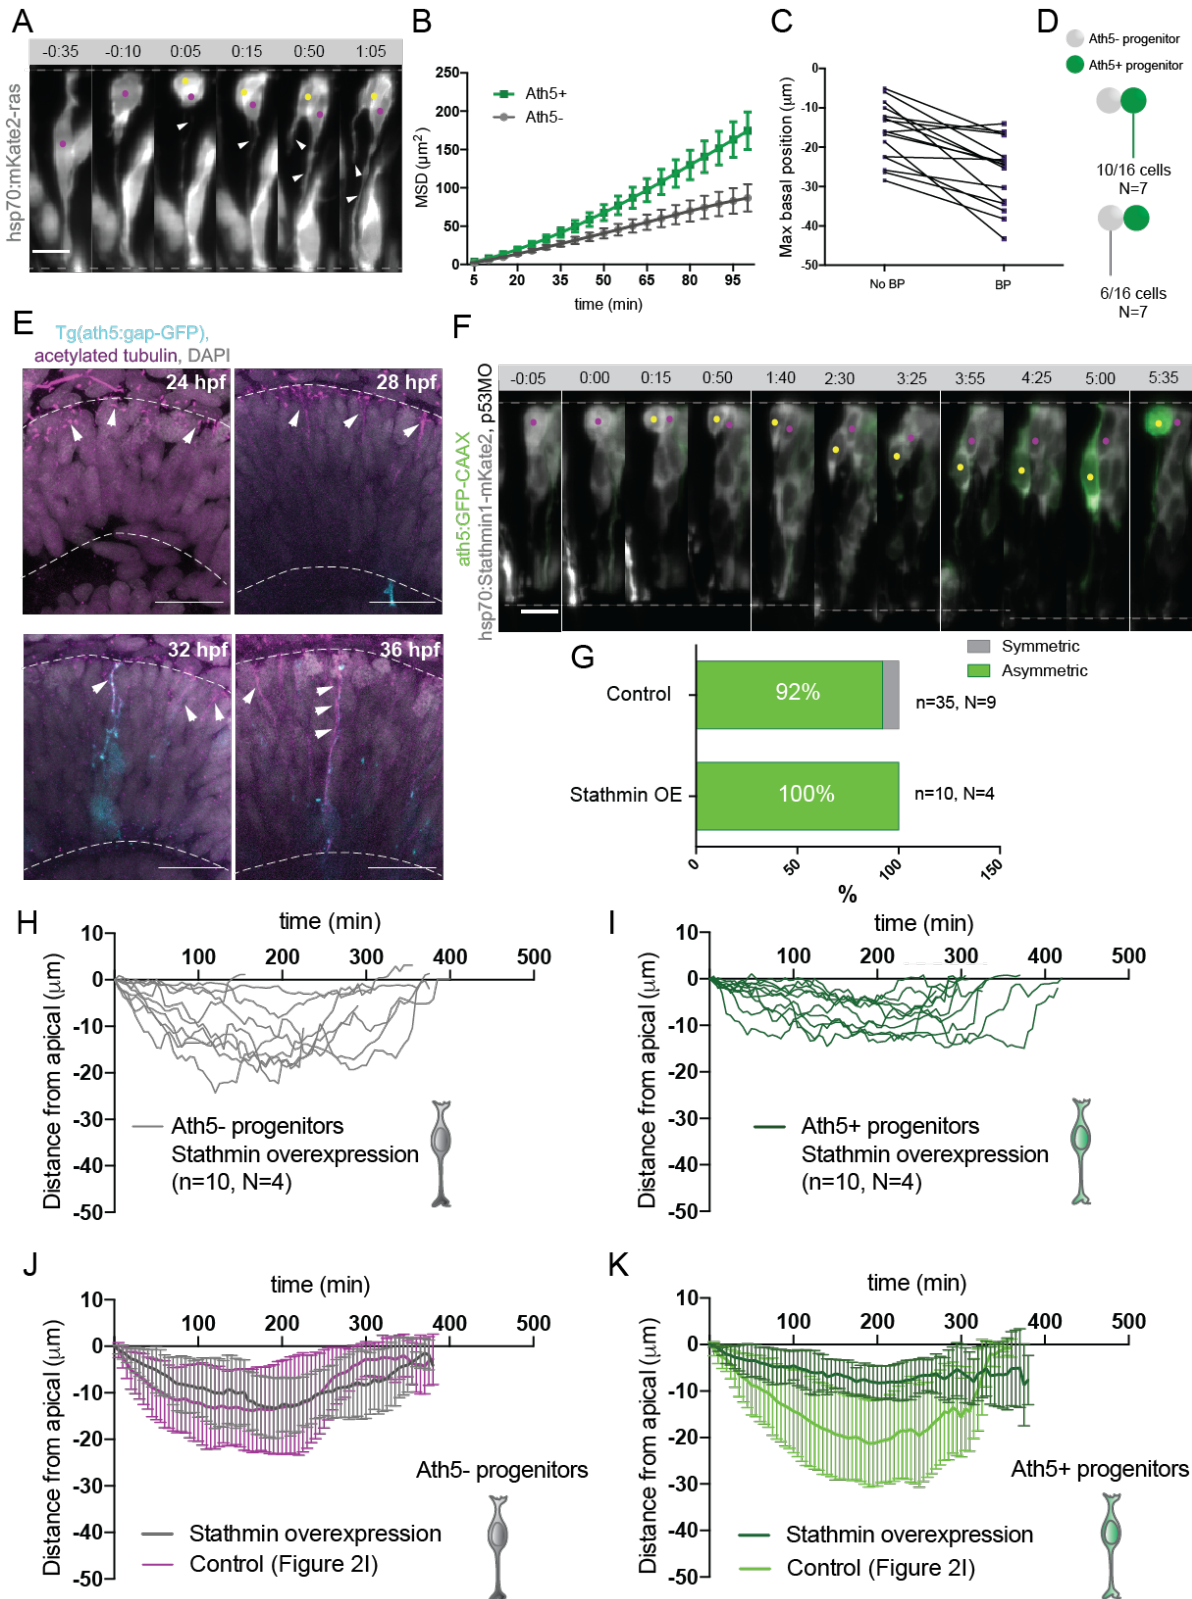 A
-0:35 -0:10 0:05 0:15 0:50 1:05
hsp70:mKate2-ras
B
250
200
150
100
50
0
MSD (μm²)
Ath5+
Ath5-
5 20 35 50 65 80 95
time (min)
C
0
-10
-20
-30
-40
-50
Max basal position (μm)
No BP BP
D
Ath5- progenitor
Ath5+ progenitor
10/16 cells
N=7
6/16 cells
N=7
E
Tg(ath5:gap-GFP),
acetylated tubulin, DAPI
24 hpf
28 hpf
32 hpf
36 hpf
F
-0:05 0:00 0:15 0:50 1:40 2:30 3:25 3:55 4:25 5:00 5:35
ath5:GFP-CAAX
hsp70:Stathmin1-mKate2, p53MO
G
Symmetric
Asymmetric
Control
92%
n=35, N=9
Stathmin OE
100%
n=10, N=4
0 50 100 150
%
H
time (min)
100 200 300 400 500
10
0
-10
-20
-30
-40
-50
Distance from apical (μm)
Ath5- progenitors
Stathmin overexpression
(n=10, N=4)
I
time (min)
100 200 300 400 500
10
0
-10
-20
-30
-40
-50
Distance from apical (μm)
Ath5+ progenitors
Stathmin overexpression
(n=10, N=4)
J
time (min)
100 200 300 400 500
10
0
-10
-20
-30
-40
-50
Distance from apical (μm)
Ath5- progenitors
Stathmin overexpression
Control (Figure 2I)
K
time (min)
100 200 300 400 500
10
0
-10
-20
-30
-40
-50
Distance from apical (μm)
Ath5+ progenitors
Stathmin overexpression
Control (Figure 2I)